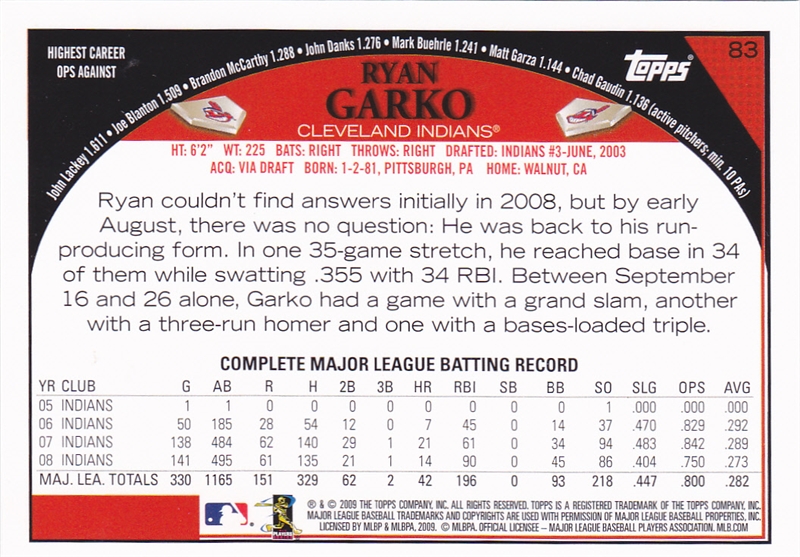 HIGHEST CAREER
OPS AGAINST
John Lackey 1.611 • Joe Blanton 1.509 • Brandon McCarthy 1.288 • John Danks 1.276 • Mark Buehrle 1.241 • Matt Garza 1.144 • Chad Gaudin 1.136 (active pitchers; min. 10 PAs)
Topps®
83
RYAN
GARKO
CLEVELAND INDIANS®
HT: 6'2" WT: 225 BATS: RIGHT THROWS: RIGHT DRAFTED: INDIANS #3-JUNE, 2003
ACQ: VIA DRAFT BORN: 1-2-81, PITTSBURGH, PA HOME: WALNUT, CA
Ryan couldn't find answers initially in 2008, but by early
August, there was no question: He was back to his run-
producing form. In one 35-game stretch, he reached base in 34
of them while swatting .355 with 34 RBI. Between September
16 and 26 alone, Garko had a game with a grand slam, another
with a three-run homer and one with a bases-loaded triple.
COMPLETE MAJOR LEAGUE BATTING RECORD
YR CLUB G AB R H 2B 3B HR RBI SB BB SO SLG OPS AVG
05 INDIANS 1 1 0 0 0 0 0 0 0 0 1 .000 .000 .000
06 INDIANS 50 185 28 54 12 0 7 45 0 14 37 .470 .829 .292
07 INDIANS 138 484 62 140 29 1 21 61 0 34 94 .483 .842 .289
08 INDIANS 141 495 61 135 21 1 14 90 0 45 86 .404 .750 .273
MAJ. LEA. TOTALS 330 1165 151 329 62 2 42 196 0 93 218 .447 .800 .282
® & © 2009 THE TOPPS COMPANY, INC. ALL RIGHTS RESERVED. TOPPS IS A REGISTERED TRADEMARK OF THE TOPPS COMPANY, INC.
MAJOR LEAGUE BASEBALL TRADEMARKS AND COPYRIGHTS ARE USED WITH PERMISSION OF MAJOR LEAGUE BASEBALL PROPERTIES, INC.
LICENSED BY MLBP & MLBPA, 2009. © MLBPA. OFFICIAL LICENSEE – MAJOR LEAGUE BASEBALL PLAYERS ASSOCIATION. MLB.COM